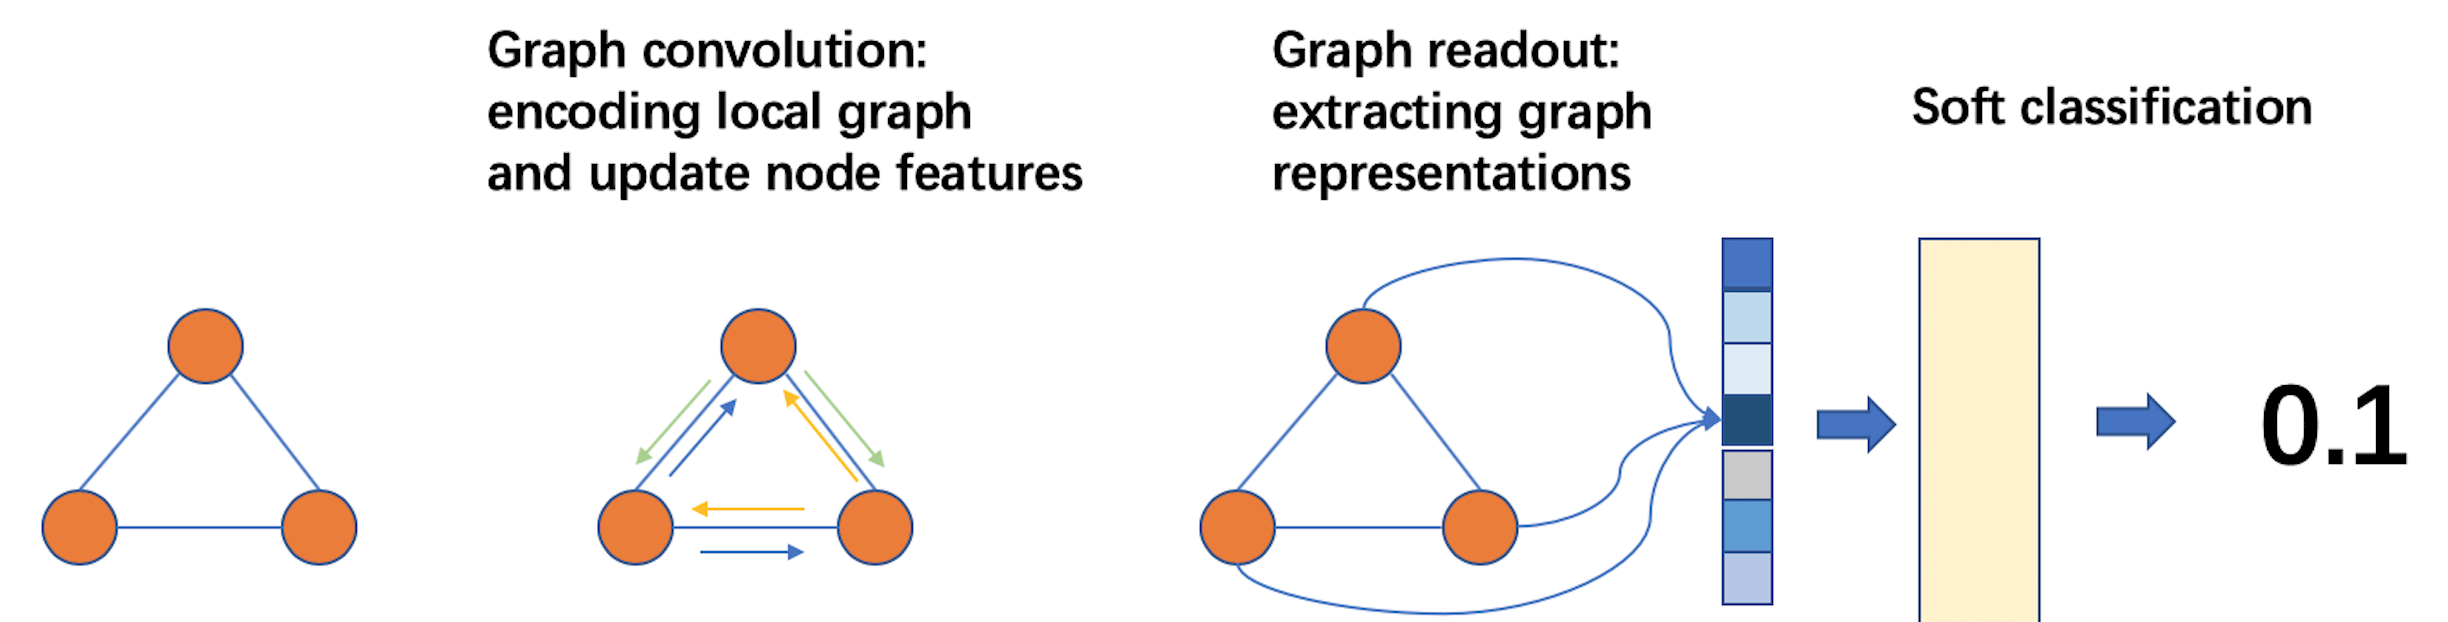 Graph convolution:
encoding local graph
and update node features
Graph readout:
extracting graph
representations
Soft classification
0.1